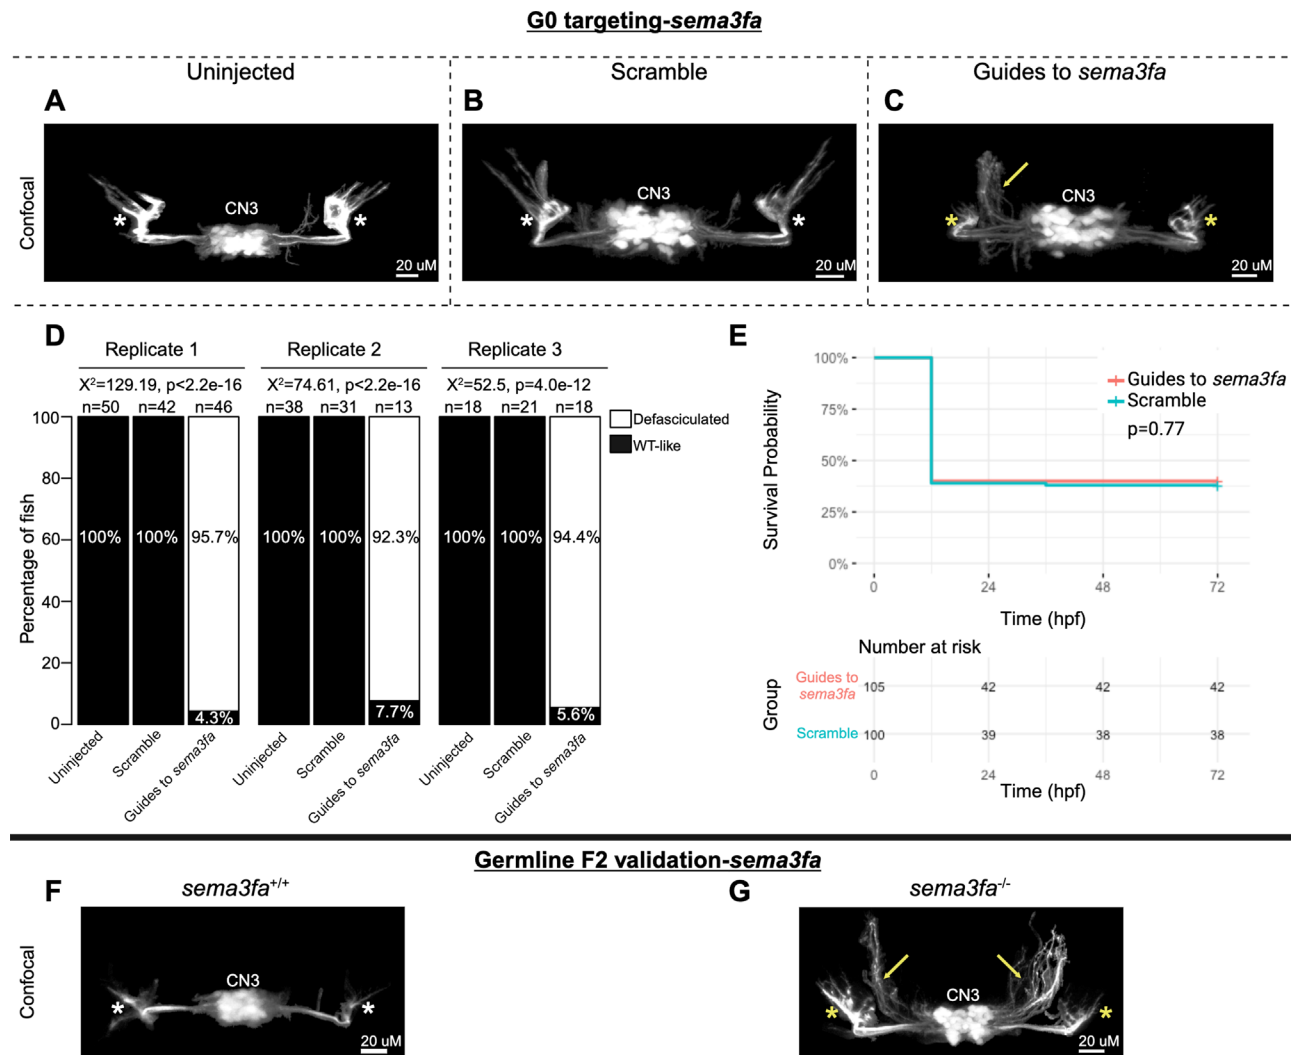 G0 targeting-sema3fa
Uninjected
Scramble
Guides to sema3fa
A
B
C
Confocal
CN3
*
*
20 uM
CN3
*
*
20 uM
CN3
*
*
20 uM
D
Replicate 1
Replicate 2
Replicate 3
X²=129.19, p<2.2e-16
X²=74.61, p<2.2e-16
X²=52.5, p=4.0e-12
n=50 n=42 n=46
n=38 n=31 n=13
n=18 n=21 n=18
Defasciculated
WT-like
Percentage of fish
100
80
60
40
20
0
100% 100% 95.7%
100% 100% 92.3%
100% 100% 94.4%
4.3%
7.7%
5.6%
Uninjected
Scramble
Guides to sema3fa
Uninjected
Scramble
Guides to sema3fa
Uninjected
Scramble
Guides to sema3fa
E
Survival Probability
100%
75%
50%
25%
0%
Guides to sema3fa
Scramble
p=0.77
0 24 48 72
Time (hpf)
Number at risk
Group
Guides to
sema3fa
105 42 42 42
Scramble
100 39 38 38
0 24 48 72
Time (hpf)
Germline F2 validation-sema3fa
F
sema3fa+/+
G
sema3fa-/-
Confocal
CN3
*
*
20 uM
CN3
*
*
20 uM